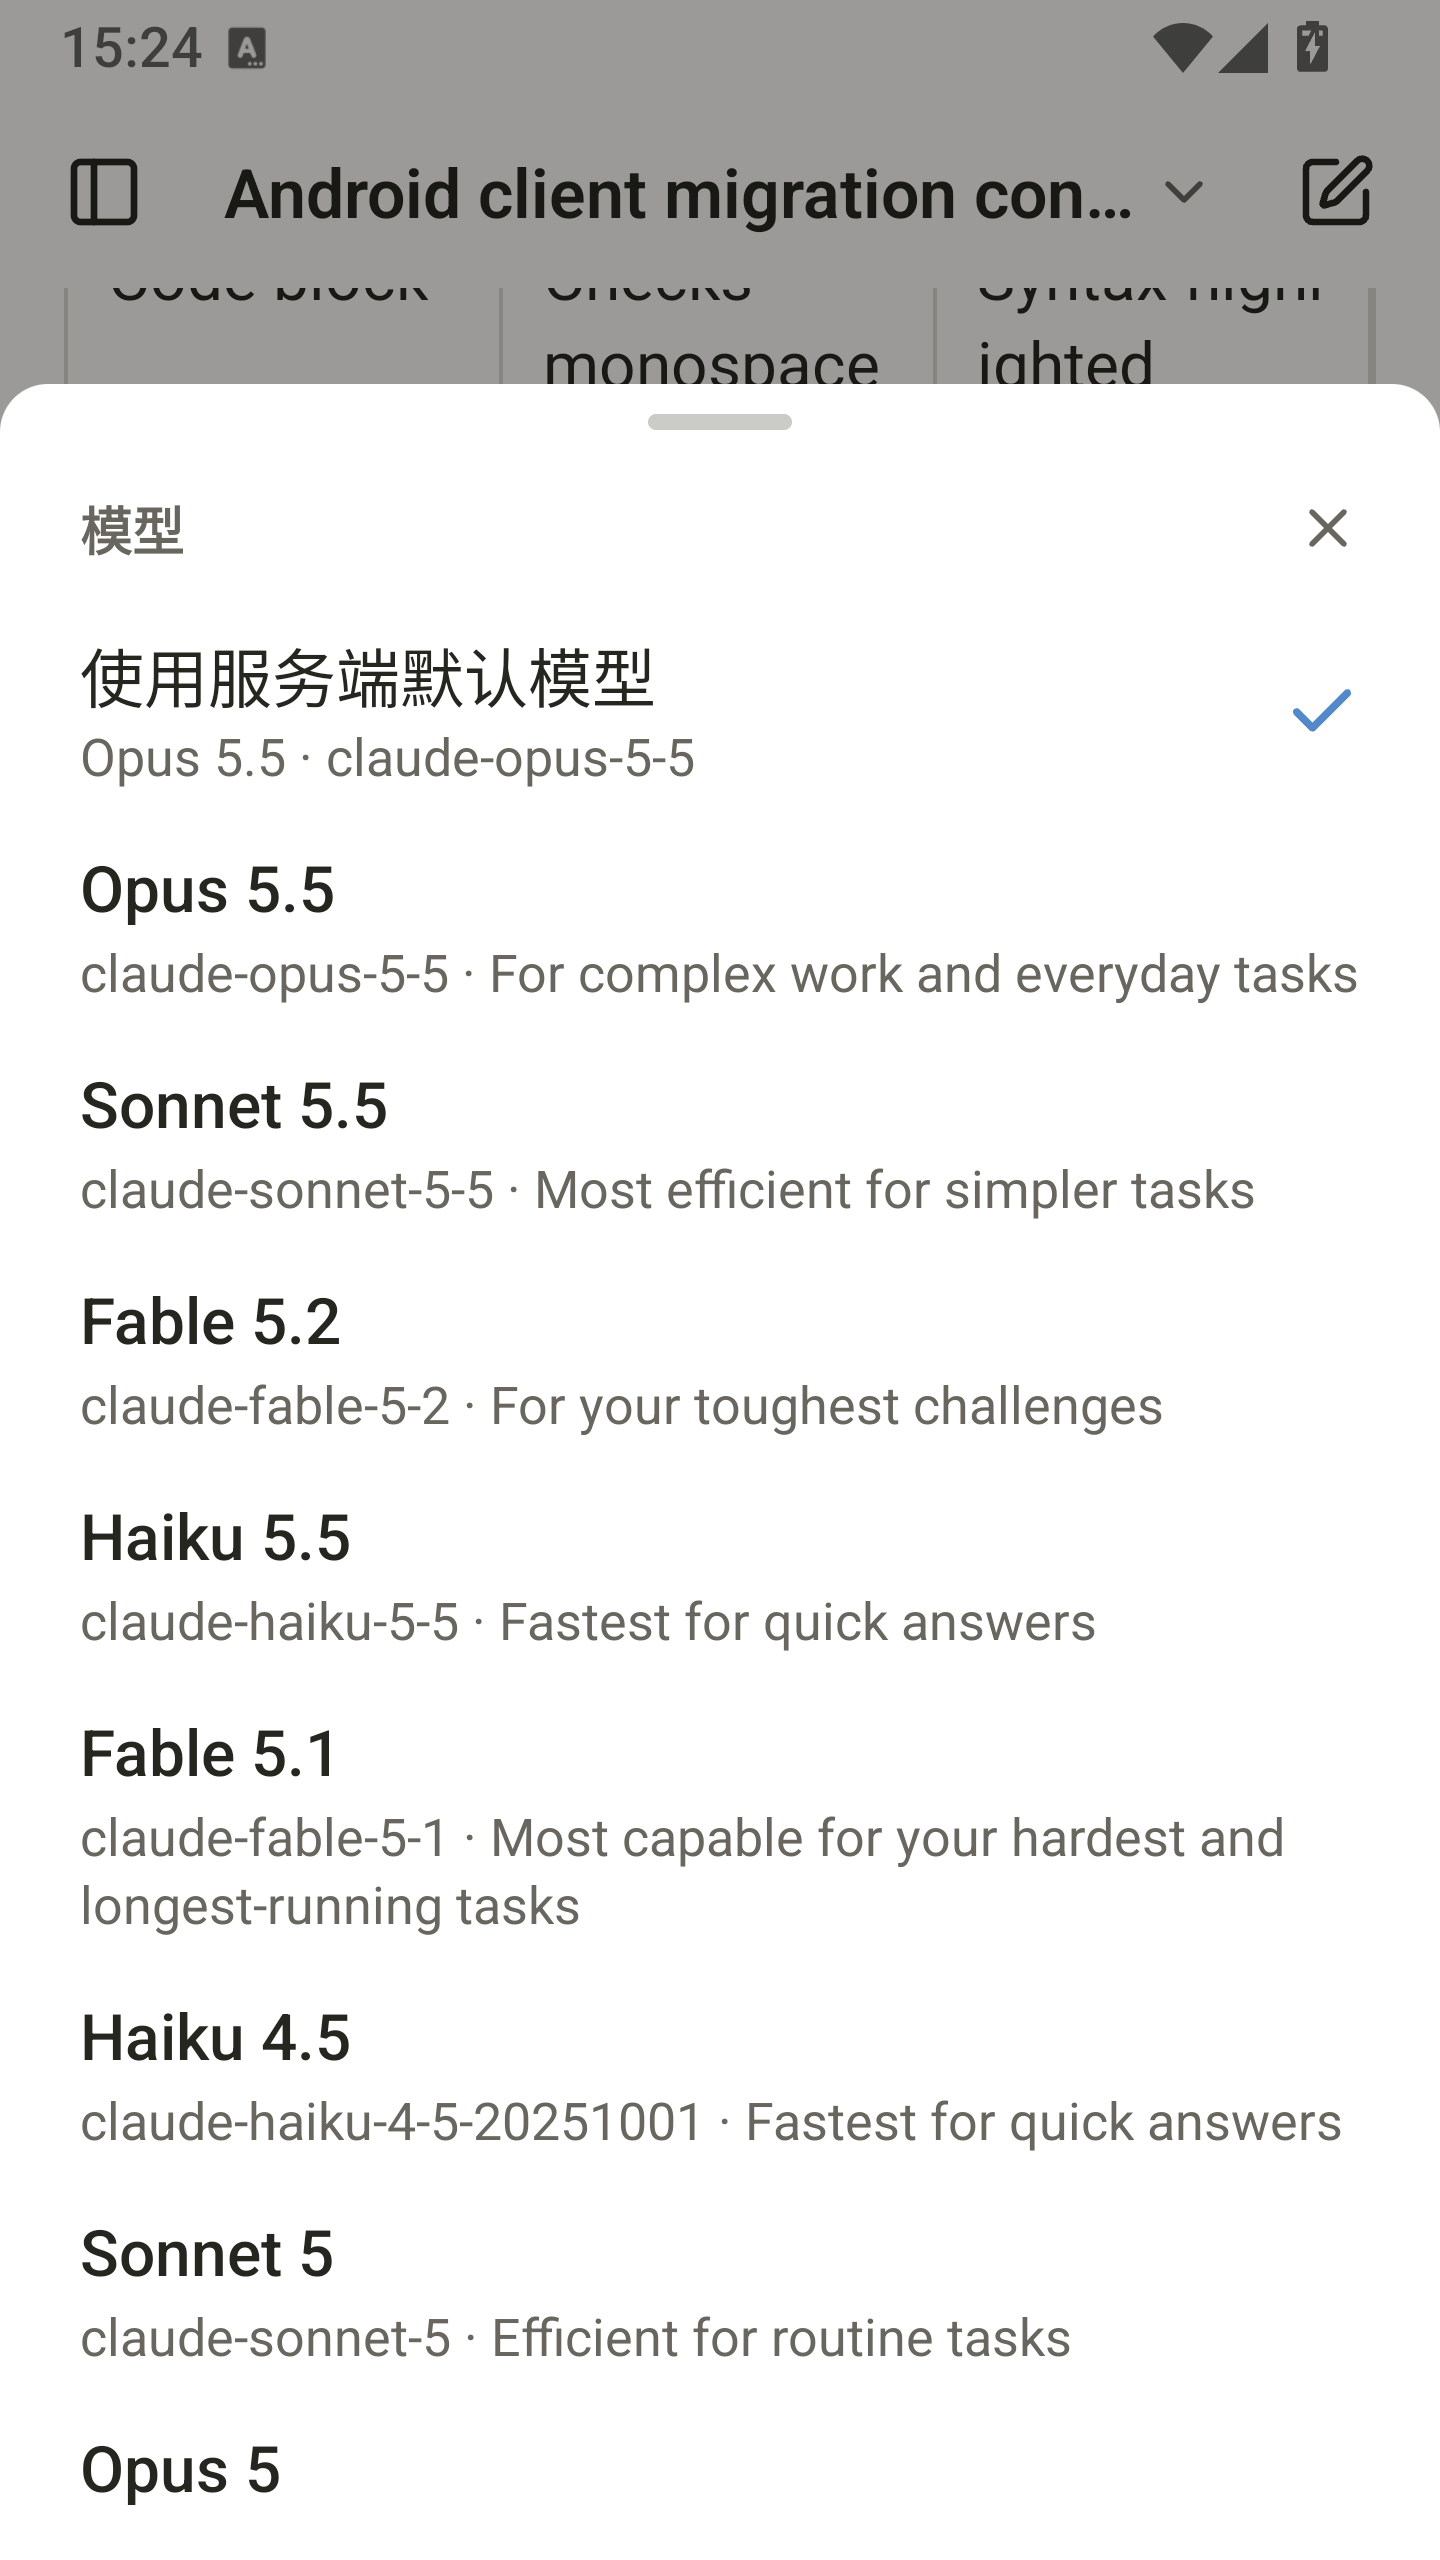 15:24
Android client migration con...
Code block
Checks
Syntax highl
monospace
ighted
模型
使用服务端默认模型
Opus 5.5 · claude-opus-5-5
Opus 5.5
claude-opus-5-5 · For complex work and everyday tasks
Sonnet 5.5
claude-sonnet-5-5 · Most efficient for simpler tasks
Fable 5.2
claude-fable-5-2 · For your toughest challenges
Haiku 5.5
claude-haiku-5-5 · Fastest for quick answers
Fable 5.1
claude-fable-5-1 · Most capable for your hardest and
longest-running tasks
Haiku 4.5
claude-haiku-4-5-20251001 · Fastest for quick answers
Sonnet 5
claude-sonnet-5 · Efficient for routine tasks
Opus 5